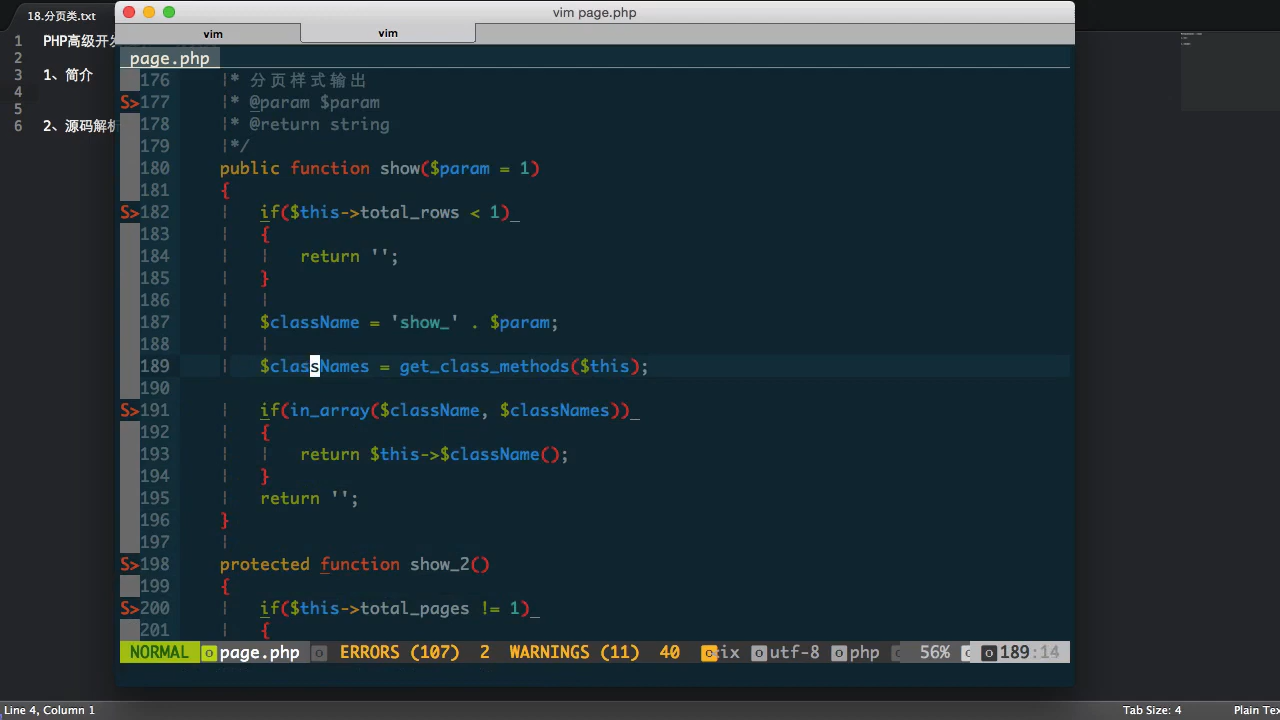 18.分页类.txt
1 PHP高级开
2
3 1、简介
4
5
6 2、源码解析
vim page.php
vim vim
page.php
176 |* 分页样式输出
S>177 |* @param $param
178 |* @return string
179 |*/
180 public function show($param = 1)
181 {
S>182 | if($this->total_rows < 1)_
183 | {
184 | | return '';
185 | }
186 | |
187 | $className = 'show_' . $param;
188 | |
189 | $classNames = get_class_methods($this);
190 |
S>191 | if(in_array($className, $classNames))_
192 | {
193 | | return $this->$className();
194 | }
195 | return '';
196 }
197 |
S>198 protected function show_2()
199 {
S>200 | if($this->total_pages != 1)_
201 | {
NORMAL page.php ERRORS (107) 2 WARNINGS (11) 40 ix utf-8 php 56% 189:14
Line 4, Column 1 Tab Size: 4 Plain Te